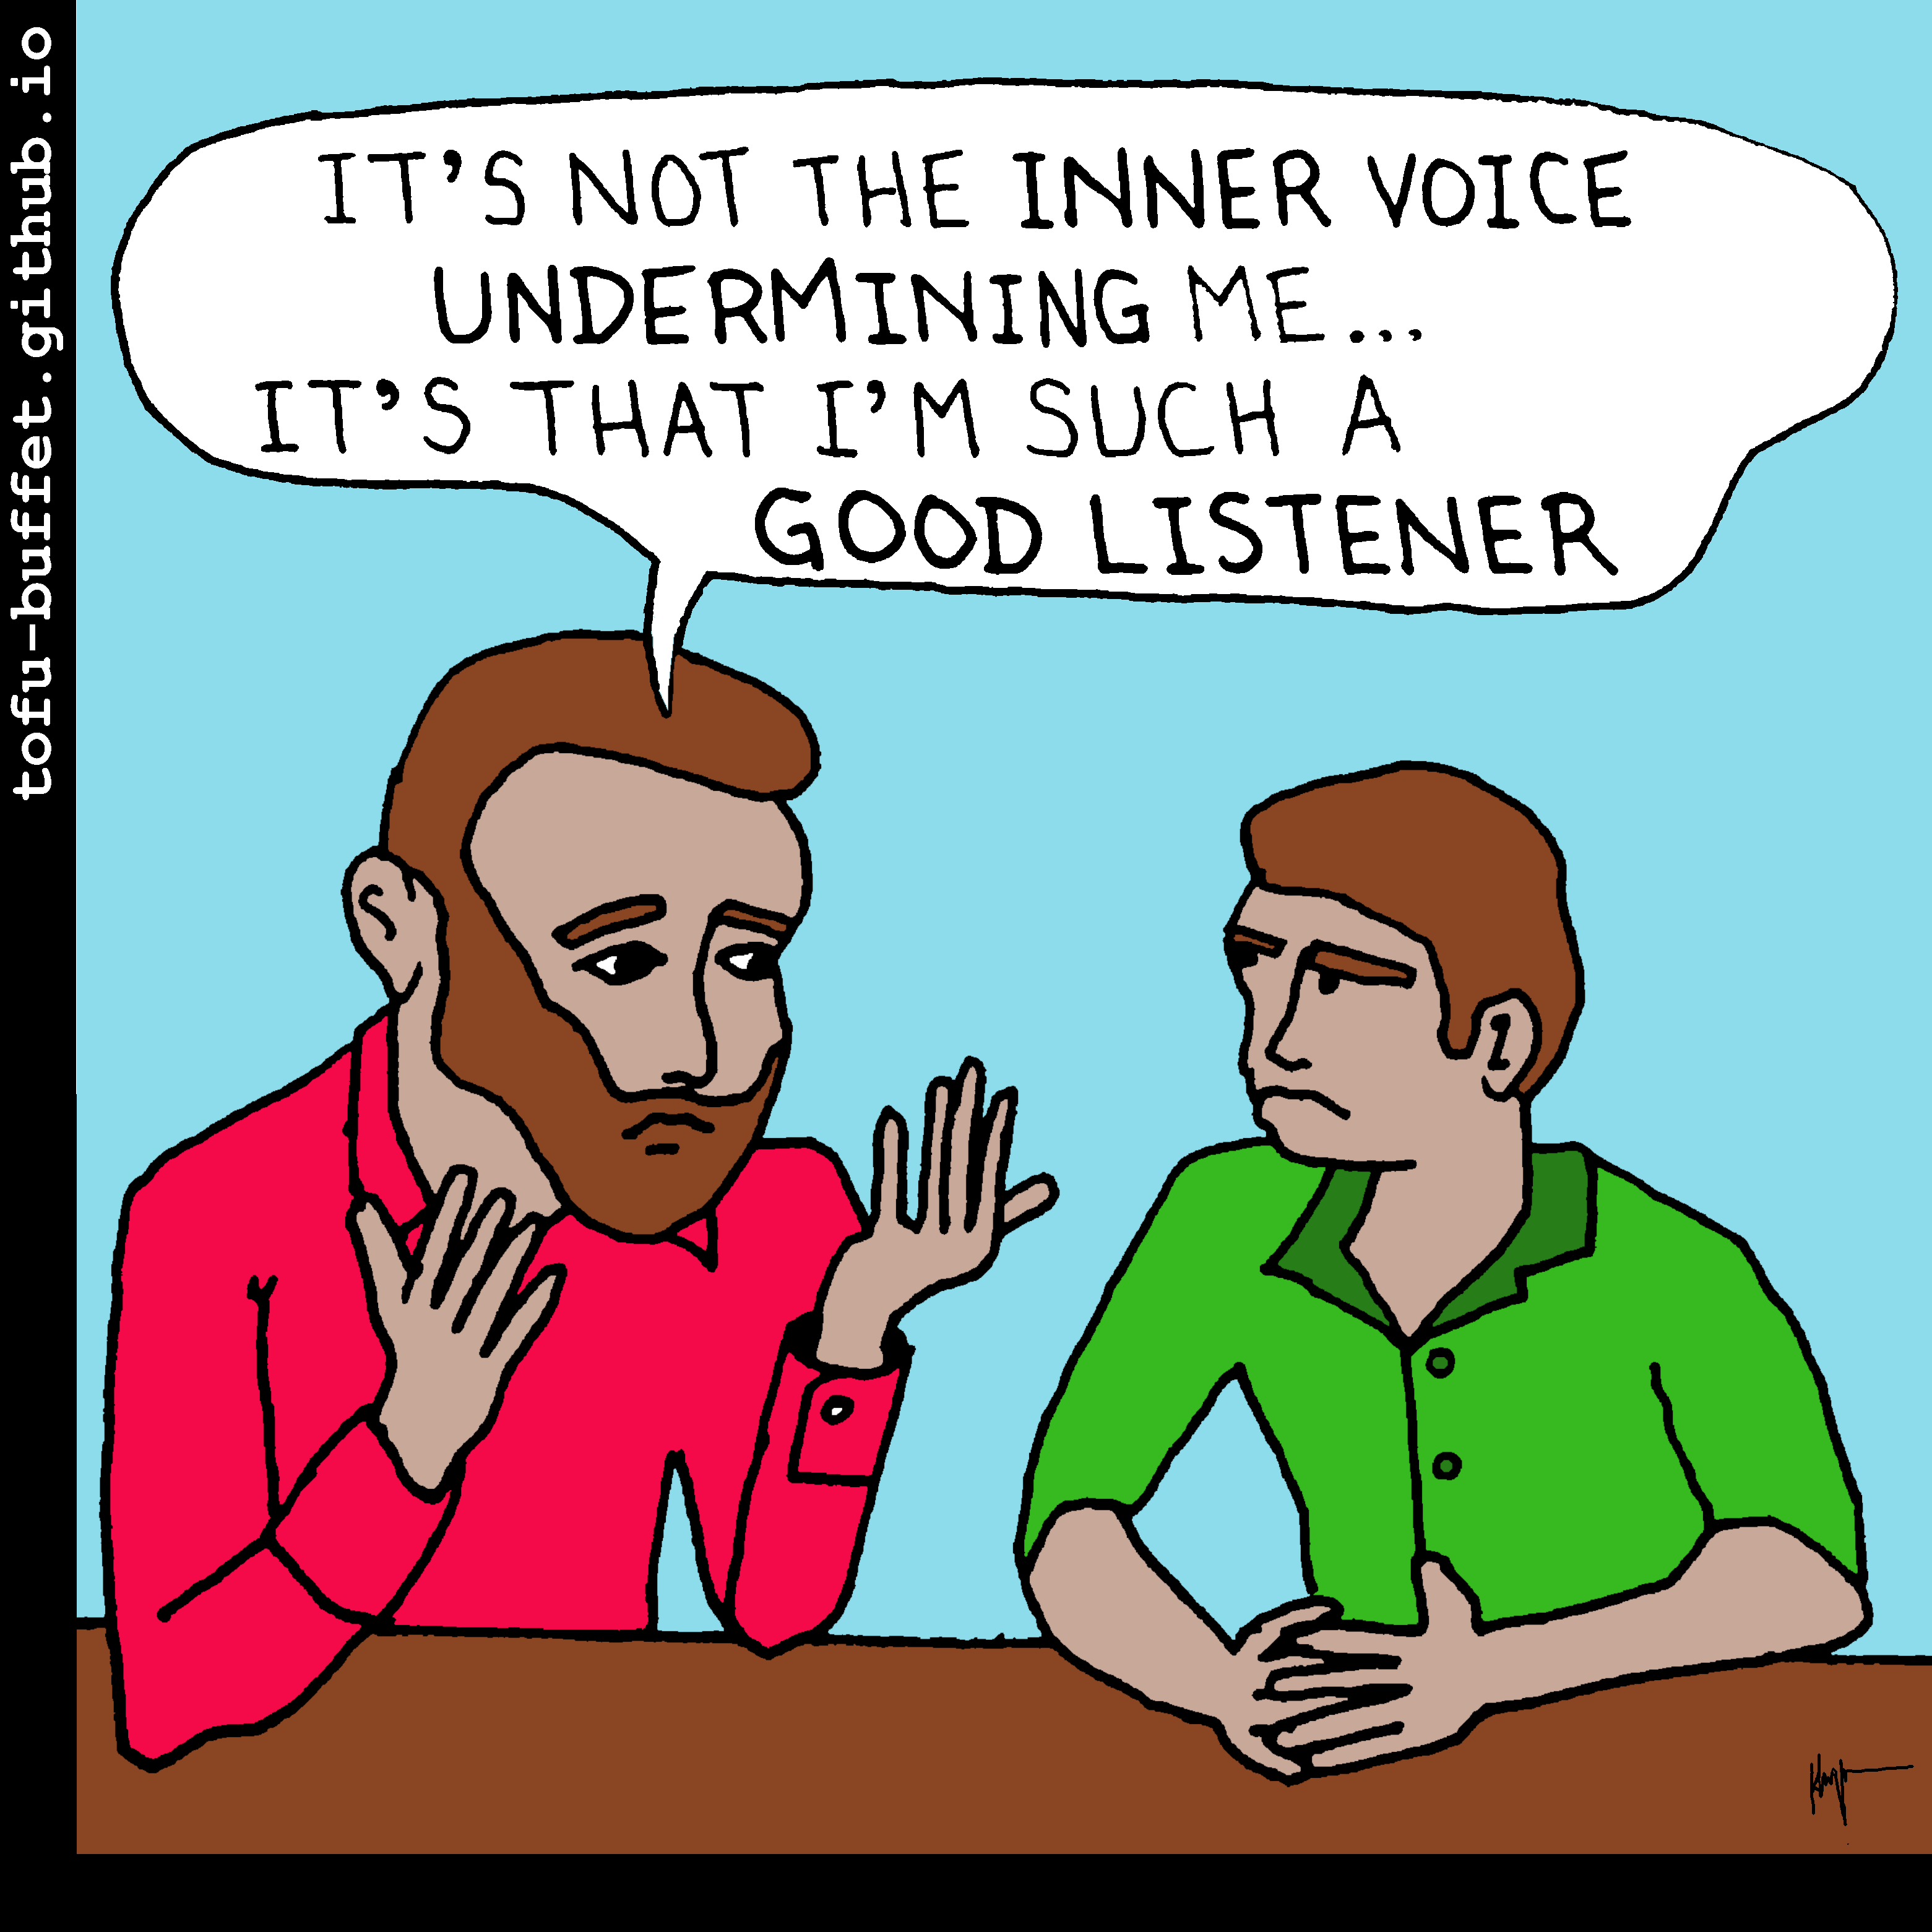 tofu-buffet.github.io
IT'S NOT THE INNER VOICE
UNDERMINING ME...
IT'S THAT I'M SUCH A
GOOD LISTENER